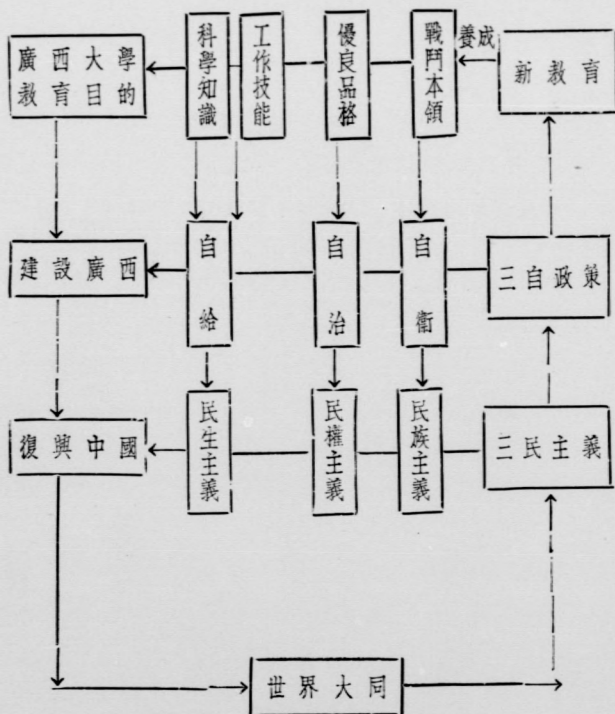 廣西大學
教育目的
科學知識
工作技能
優良品格
戰鬥本領
養成
新教育
建設廣西
自給
自治
自衛
三自政策
復興中國
民生主義
民權主義
民族主義
三民主義
世界大同